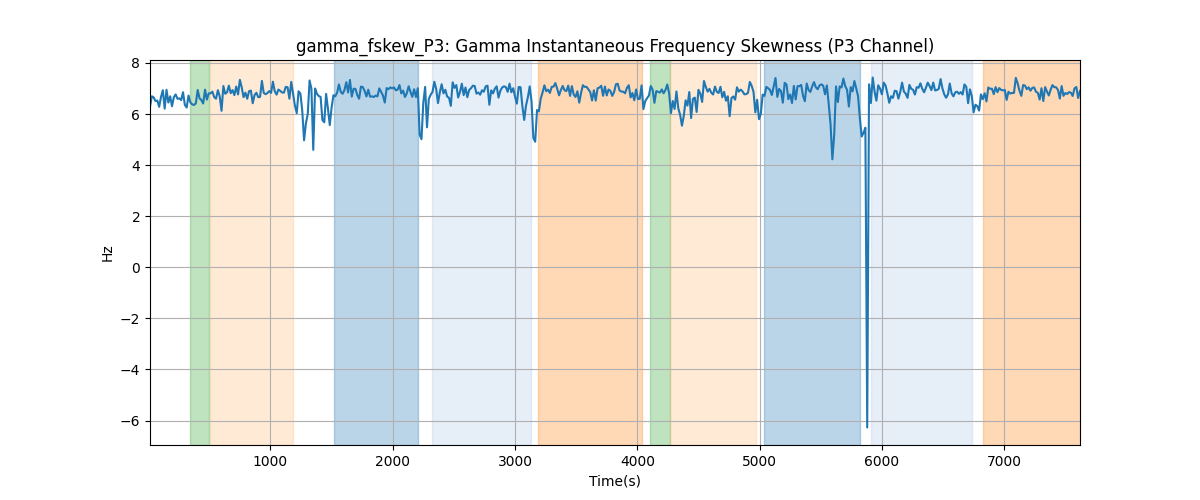 gamma_fskew_P3: Gamma Instantaneous Frequency Skewness (P3 Channel)
8
6
4
2
0
−2
−4
−6
Hz
1000 2000 3000 4000 5000 6000 7000
Time(s)